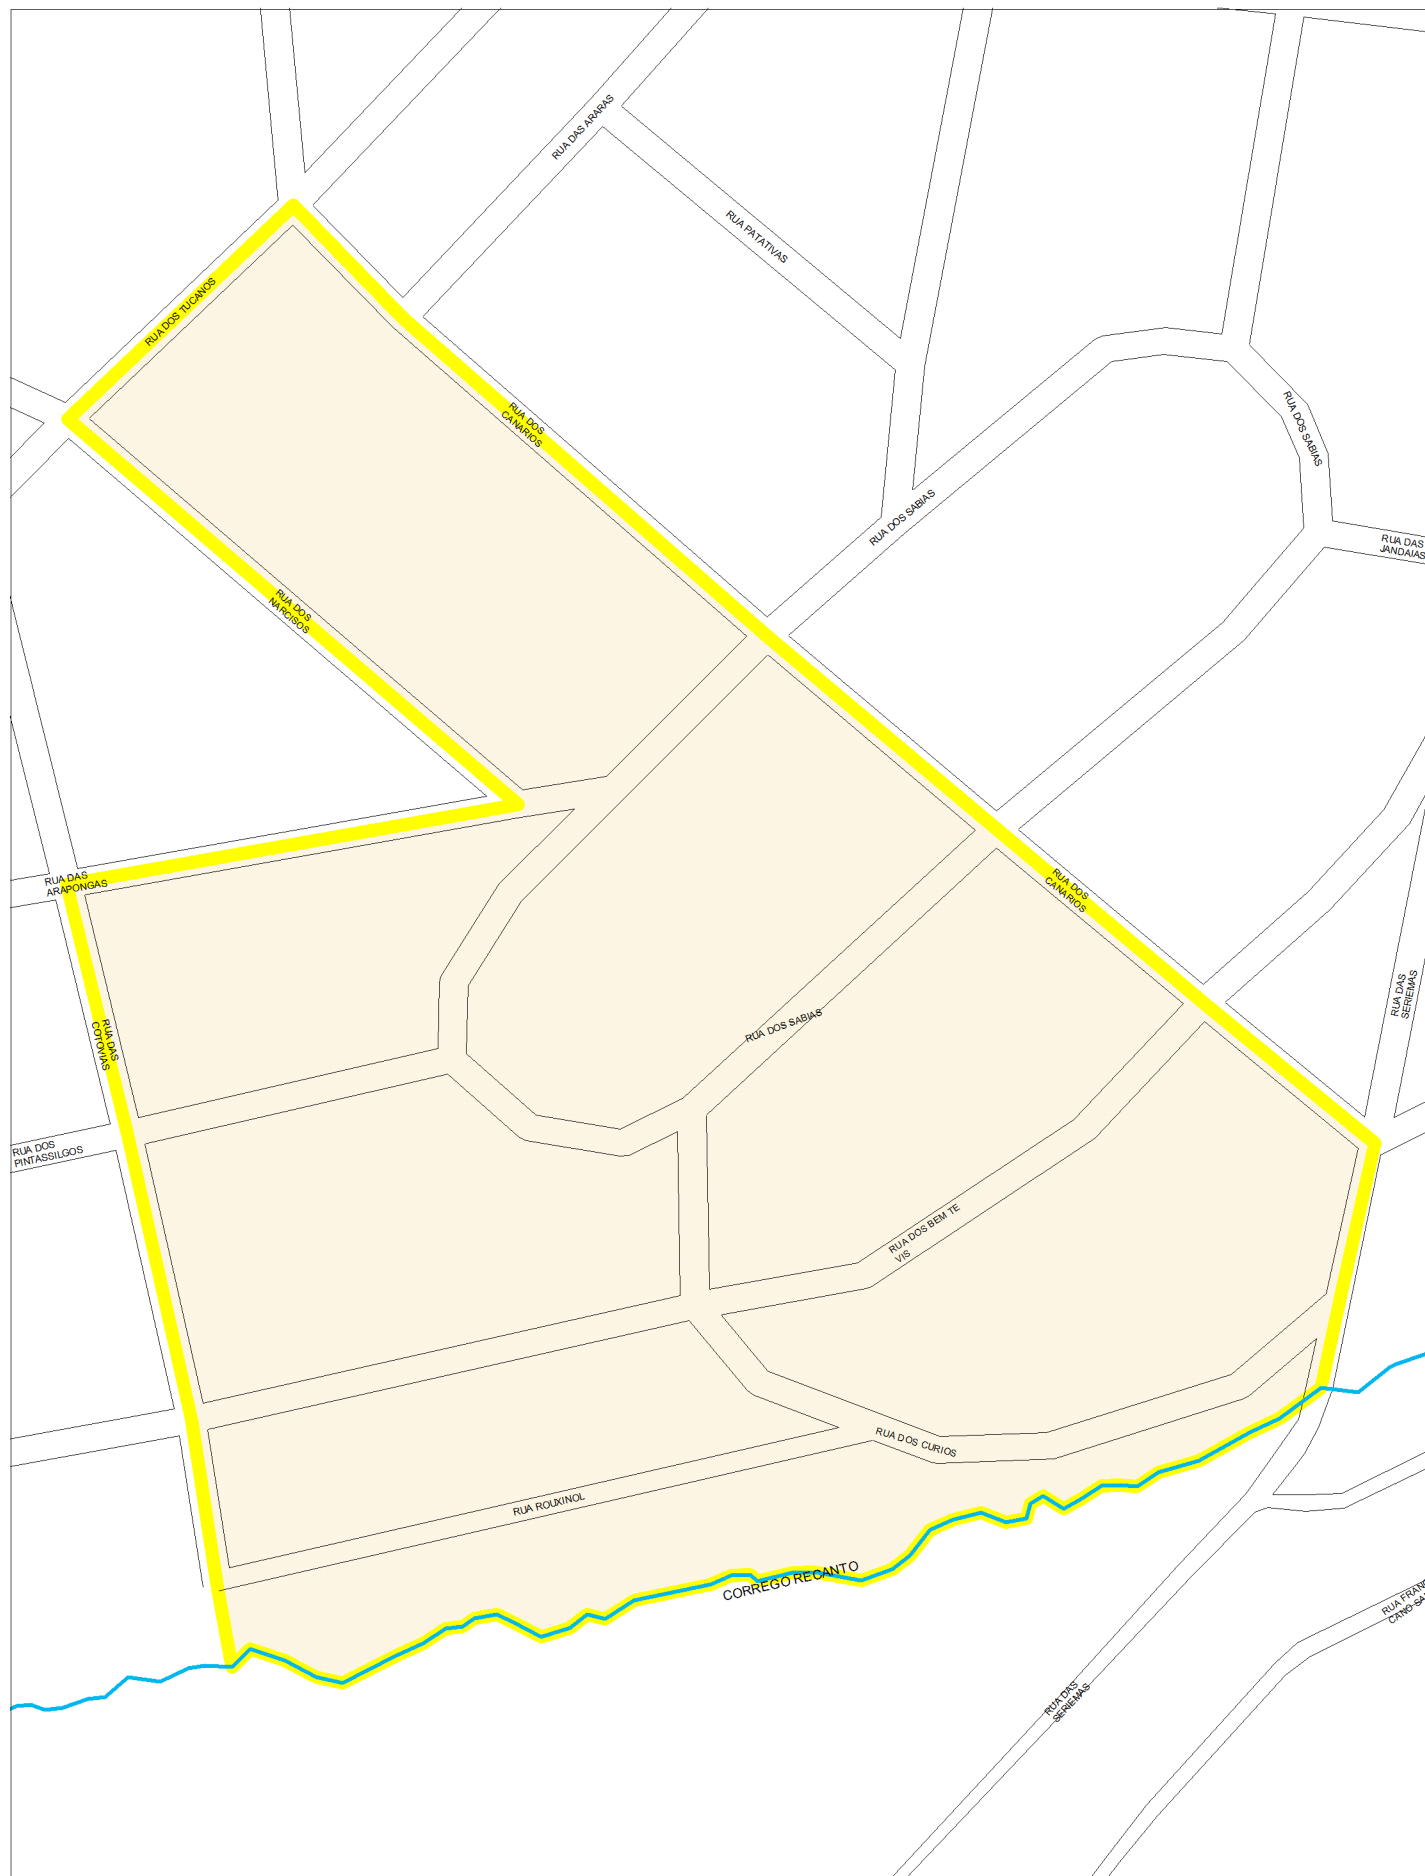 RUA DAS ARARAS
RUA PATATIVAS
RUA DOS TUCANOS
RUA DOS
CANARIOS
RUA DOS SABIAS
RUA DOS SABIAS
RUA DAS
JANDAIAS
RUA DOS
NARCISOS
RUA DAS
ARAPONGAS
RUA DOS
CANARIOS
RUA DAS
SERIEMAS
RUA DOS SABIAS
RUA DAS
COTOVIAS
RUA DOS
PINTASSILGOS
RUA DOS BEM TE
VIS
RUA DOS CURIOS
RUA ROUXINOL
CORREGO RECANTO
RUA
RUA DAS
SERIEMAS